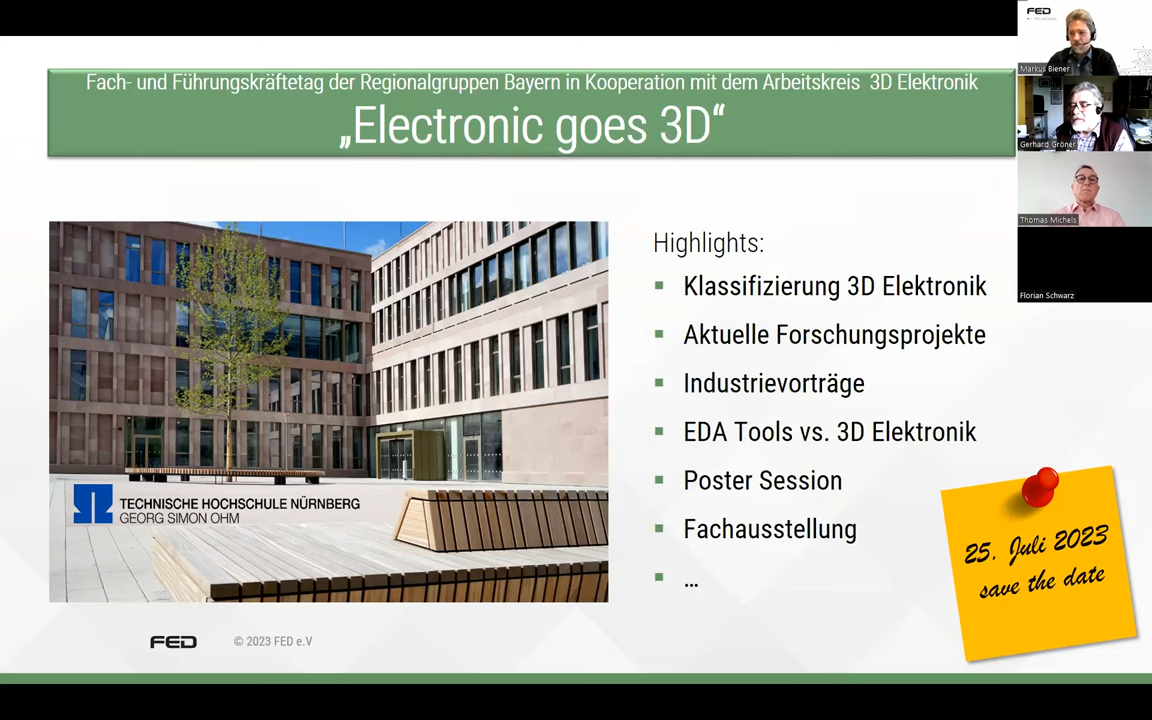 Fach- und Führungskräftetag der Regionalgruppen Bayern in Kooperation mit dem Arbeitskreis 3D Elektronik
„Electronic goes 3D“
Highlights:
▪ Klassifizierung 3D Elektronik
▪ Aktuelle Forschungsprojekte
▪ Industrievorträge
▪ EDA Tools vs. 3D Elektronik
▪ Poster Session
▪ Fachausstellung
▪ ...
TECHNISCHE HOCHSCHULE NÜRNBERG
GEORG SIMON OHM
25. Juli 2023
save the date
FED © 2023 FED e.V
FED
Markus Biener
Gerhard Gröner
Thomas Michels
Florian Schwarz